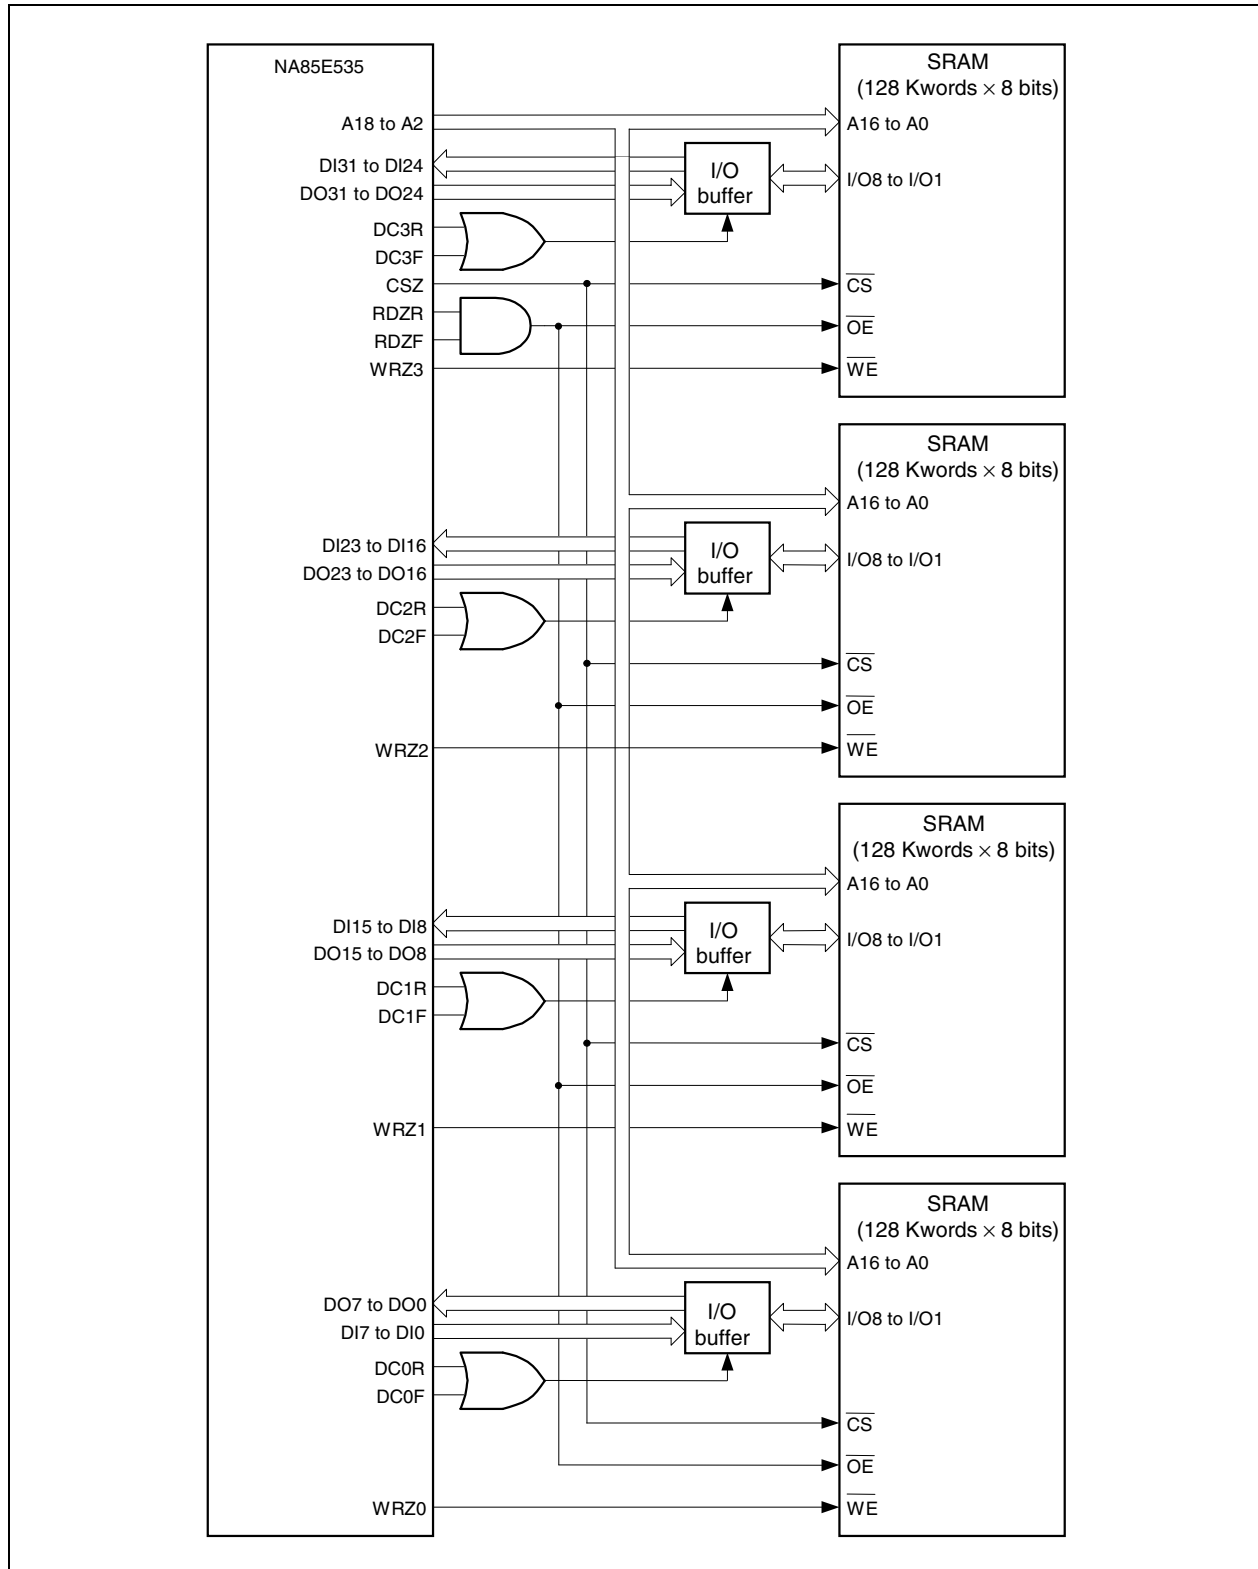 NA85E535
A18 to A2
DI31 to DI24
DO31 to DO24
DC3R
DC3F
CSZ
RDZR
RDZF
WRZ3
I/O
buffer
SRAM
(128 Kwords × 8 bits)
A16 to A0
I/O8 to I/O1
CS
OE
WE
DI23 to DI16
DO23 to DO16
DC2R
DC2F
WRZ2
I/O
buffer
SRAM
(128 Kwords × 8 bits)
A16 to A0
I/O8 to I/O1
CS
OE
WE
DI15 to DI8
DO15 to DO8
DC1R
DC1F
WRZ1
I/O
buffer
SRAM
(128 Kwords × 8 bits)
A16 to A0
I/O8 to I/O1
CS
OE
WE
DO7 to DO0
DI7 to DI0
DC0R
DC0F
WRZ0
I/O
buffer
SRAM
(128 Kwords × 8 bits)
A16 to A0
I/O8 to I/O1
CS
OE
WE